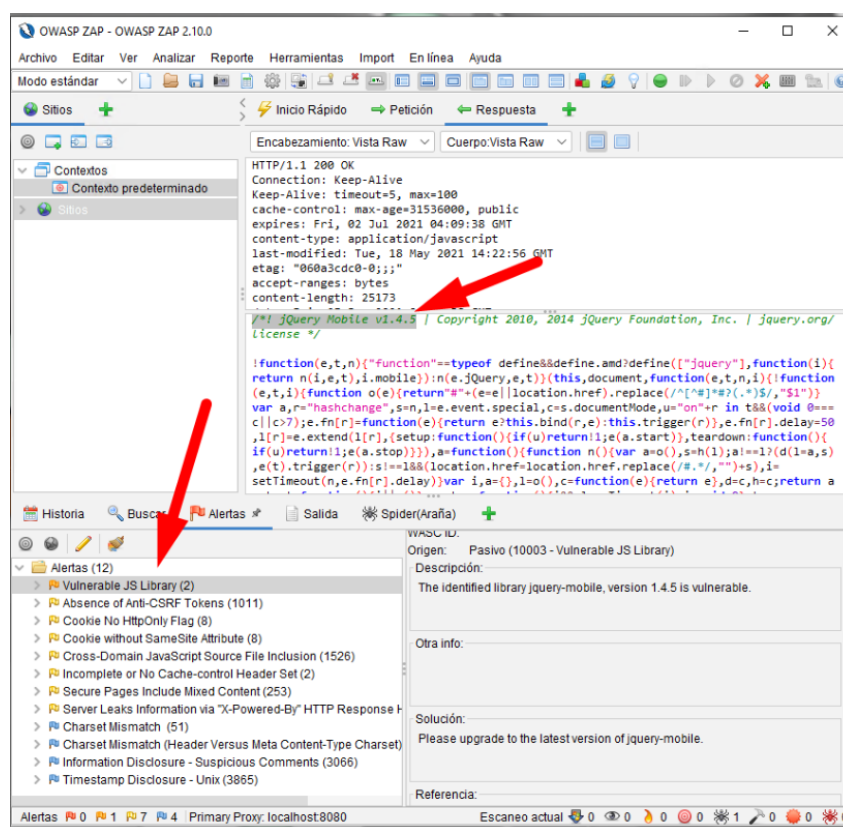 OWASP ZAP - OWASP ZAP 2.10.0
Archivo Editar Ver Analizar Reporte Herramientas Import En línea Ayuda
Modo estándar
Sitios
Inicio Rápido Petición Respuesta
Encabezamiento: Vista Raw Cuerpo:Vista Raw
Contextos
Contexto predeterminado
Sitios
HTTP/1.1 200 OK
Connection: Keep-Alive
Keep-Alive: timeout=5, max=100
cache-control: max-age=31536000, public
expires: Fri, 02 Jul 2021 04:09:38 GMT
content-type: application/javascript
last-modified: Tue, 18 May 2021 14:22:56 GMT
etag: "060a3cdc0-0;;;"
accept-ranges: bytes
content-length: 25173
/*! jQuery Mobile v1.4.5 | Copyright 2010, 2014 jQuery Foundation, Inc. | jquery.org/
license */
!function(e,t,n){"function"==typeof define&&define.amd?define(["jquery"],function(i){
return n(i,e,t),i.mobile}):n(e.jQuery,e,t)}(this,document,function(e,t,n,i){!function
(e,t,i){function o(e){return"#"+(e=e||location.href).replace(/^[^#]*#?(.*)$/,"$1")}
var a,r="hashchange",s=n,l=e.event.special,c=s.documentMode,u="on"+r in t&&(void 0===
c||c>7);e.fn[r]=function(e){return e?this.bind(r,e):this.trigger(r)},e.fn[r].delay=50
,l[r]=e.extend(l[r],{setup:function(){if(u)return!1;e(a.start)},teardown:function(){
if(u)return!1;e(a.stop)}}),a=function(){function n(){var a=o(),s=h(l);a!==l?(d(l=a,s)
,e(t).trigger(r)):s!==l&&(location.href=location.href.replace(/#.*/,"")+s),i=
setTimeout(n,e.fn[r].delay)}var i,a={},l=o(),c=function(e){return e},d=c,h=c;return a
Historia Alertas Salida Spider(Araña)
WASC ID:
Origen: Pasivo (10003 - Vulnerable JS Library)
Descripción:
The identified library jquery-mobile, version 1.4.5 is vulnerable.
Otra info:
Solución:
Please upgrade to the latest version of jquery-mobile.
Referencia:
Alertas (12)
Vulnerable JS Library (2)
Absence of Anti-CSRF Tokens (1011)
Cookie No HttpOnly Flag (8)
Cookie without SameSite Attribute (8)
Cross-Domain JavaScript Source File Inclusion (1526)
Incomplete or No Cache-control Header Set (2)
Secure Pages Include Mixed Content (253)
Server Leaks Information via "X-Powered-By" HTTP Response
Charset Mismatch (51)
Charset Mismatch (Header Versus Meta Content-Type Charset)
Information Disclosure - Suspicious Comments (3066)
Timestamp Disclosure - Unix (3865)
Alertas 0 1 7 4 Primary Proxy: localhost:8080 Escaneo actual 0 0 0 0 1 0 0